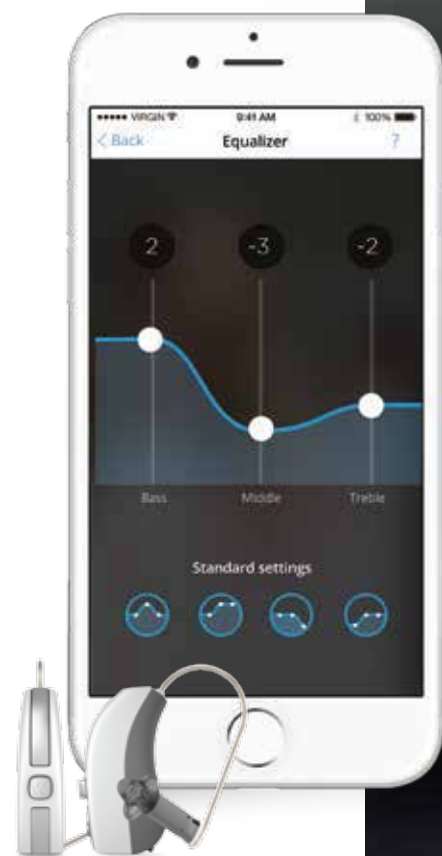 ●●●●● VIRGIN 9:41 AM 100%
< Back Equalizer ?
2 -3 -2
Bass Middle Treble
Standard settings